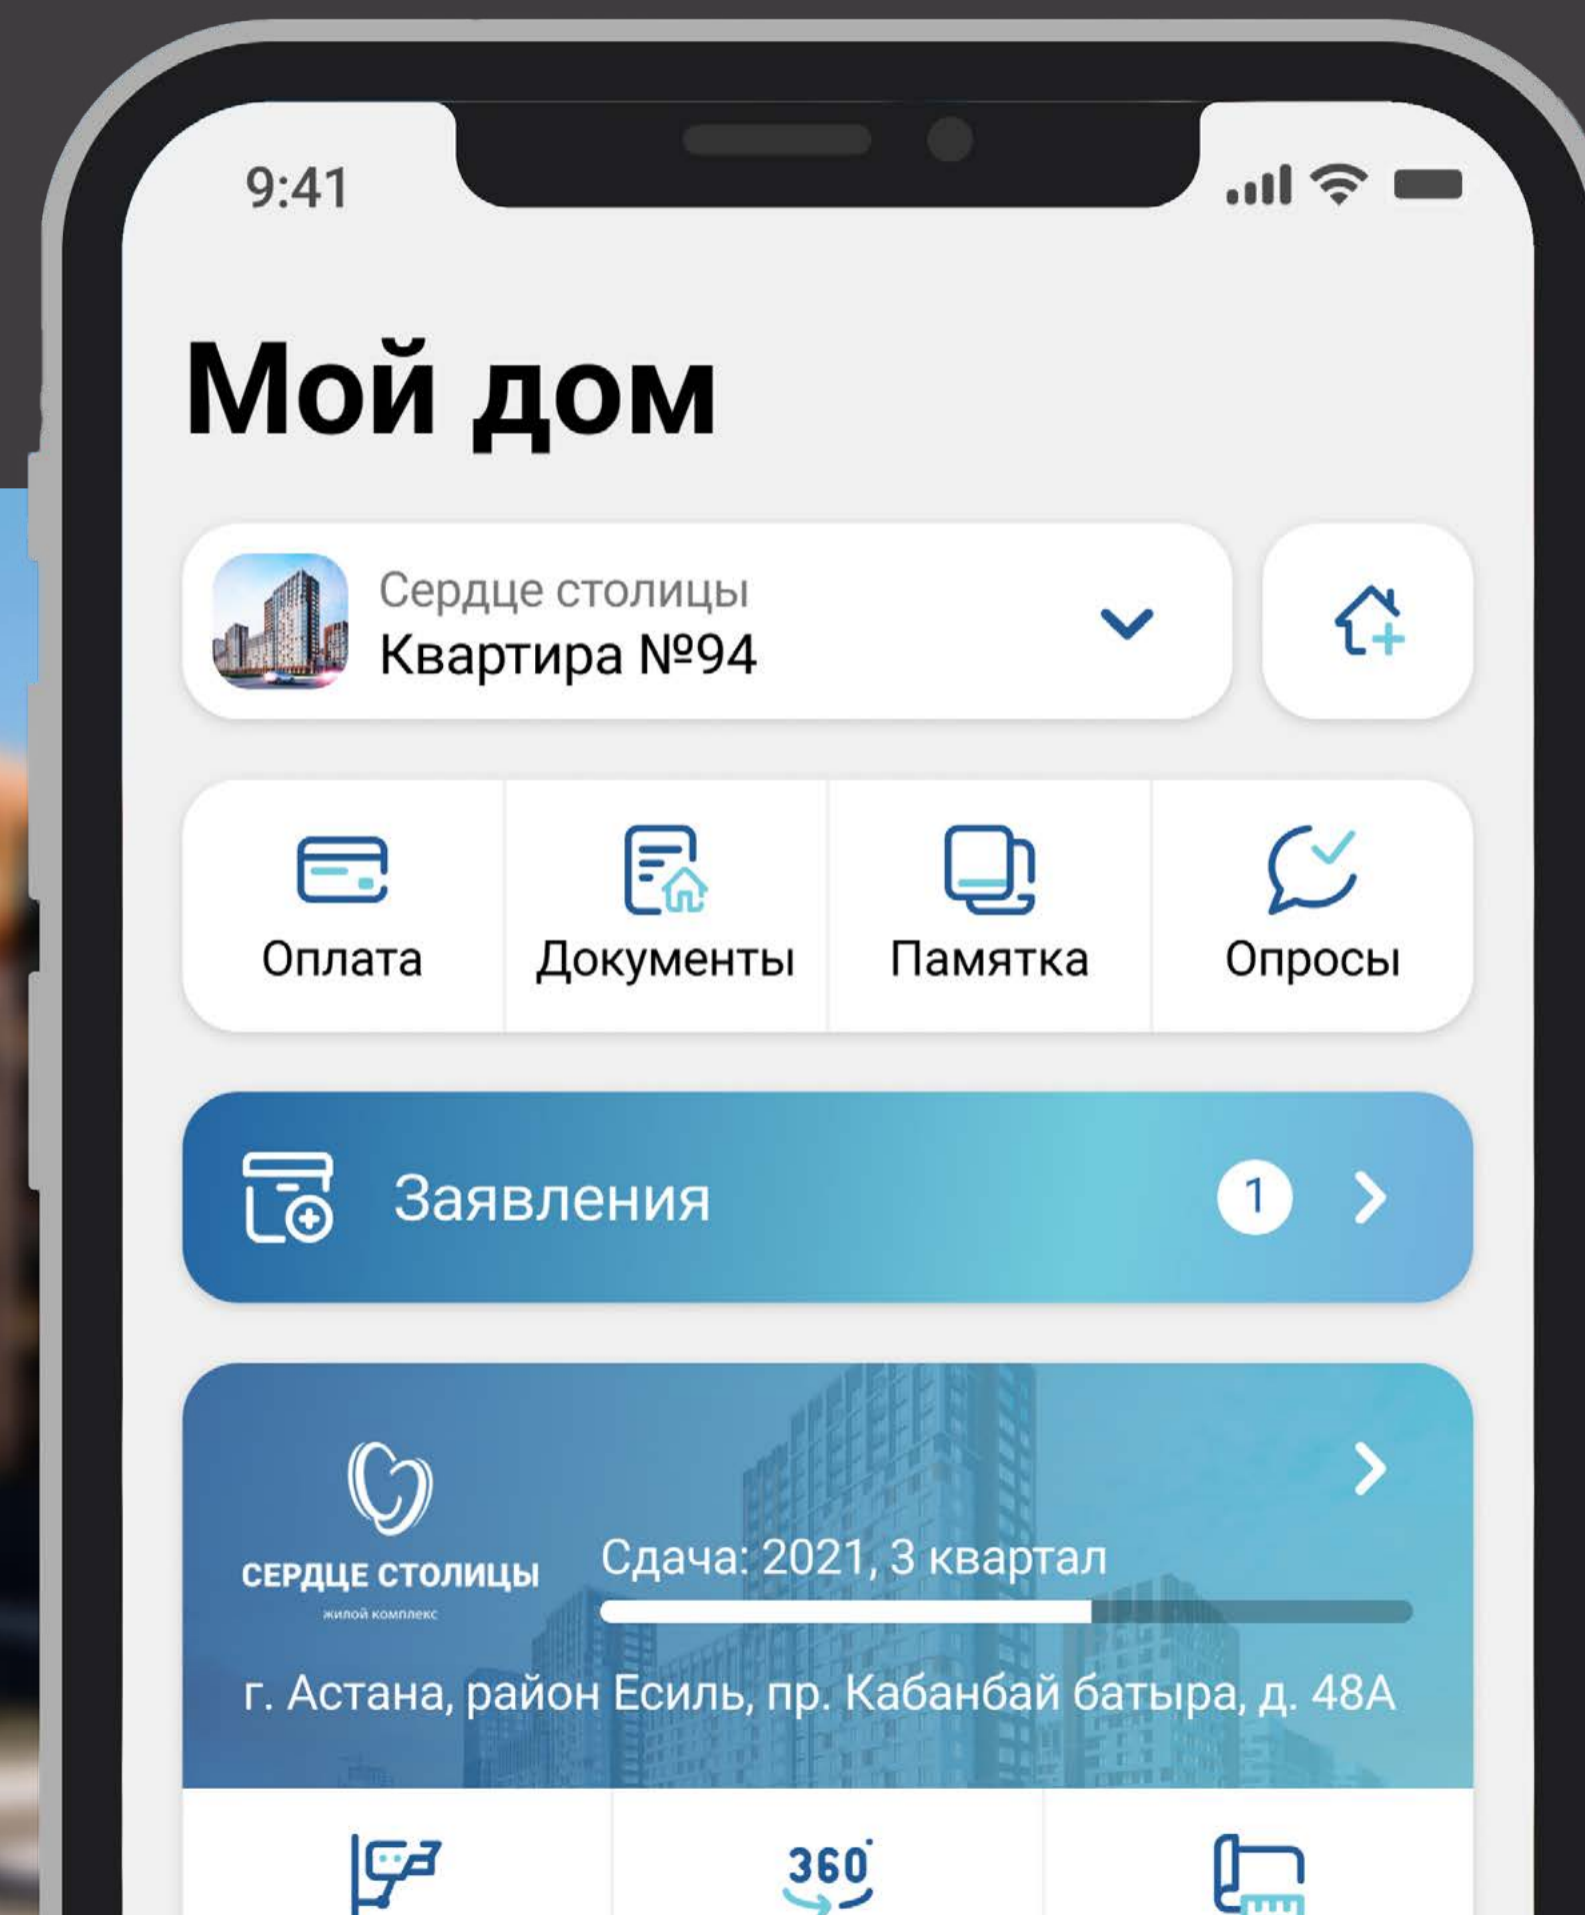 9:41
Мой дом
Сердце столицы
Квартира №94
Оплата
Документы
Памятка
Опросы
Заявления
1
СЕРДЦЕ СТОЛИЦЫ
жилой комплекс
Сдача: 2021, 3 квартал
г. Астана, район Есиль, пр. Кабанбай батыра, д. 48А
360°